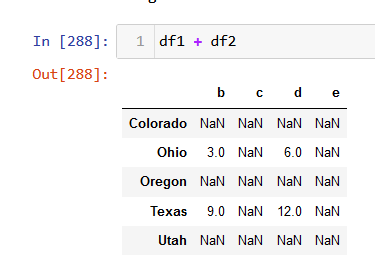 In [288]: 1 df1 + df2
Out[288]:
b c d e
Colorado NaN NaN NaN NaN
Ohio 3.0 NaN 6.0 NaN
Oregon NaN NaN NaN NaN
Texas 9.0 NaN 12.0 NaN
Utah NaN NaN NaN NaN